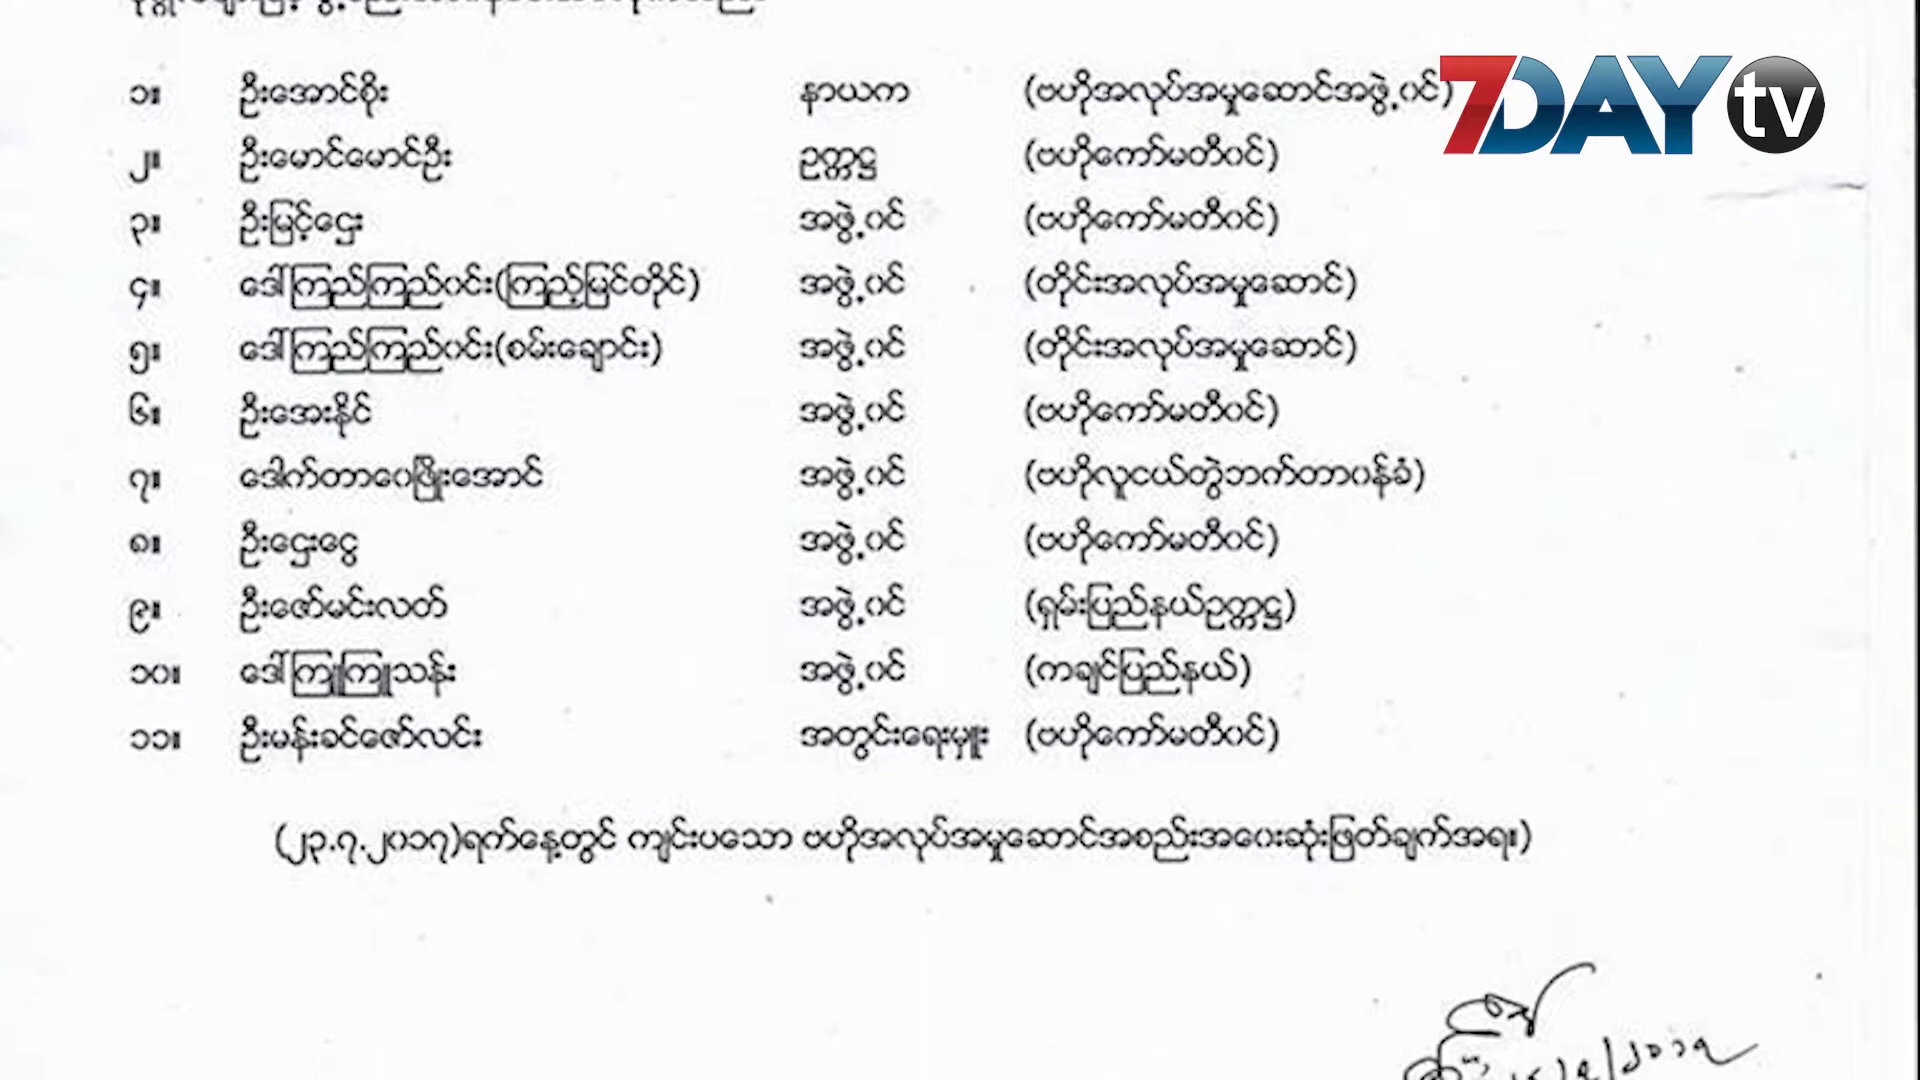 7DAY tv
၁။ ဦးအောင်စိုး နာယက (ဗဟိုအလုပ်အမှုဆောင်အဖွဲ့ဝင်)
၂။ ဦးမောင်မောင်ဦး ဥက္ကဋ္ဌ (ဗဟိုကော်မတီဝင်)
၃။ ဦးမြင့်ဌေး အဖွဲ့ဝင် (ဗဟိုကော်မတီဝင်)
၄။ ဒေါ်ကြည်ကြည်ဝင်း(ကြည့်မြင်တိုင်) အဖွဲ့ဝင် (တိုင်းအလုပ်အမှုဆောင်)
၅။ ဒေါ်ကြည်ကြည်ဝင်း(စမ်းချောင်း) အဖွဲ့ဝင် (တိုင်းအလုပ်အမှုဆောင်)
၆။ ဦးအေးနိုင် အဖွဲ့ဝင် (ဗဟိုကော်မတီဝင်)
၇။ ဒေါက်တာဝေဖြိုးအောင် အဖွဲ့ဝင် (ဗဟိုလူငယ်တွဲဘက်တာဝန်ခံ)
၈။ ဦးဌေးငွေ အဖွဲ့ဝင် (ဗဟိုကော်မတီဝင်)
၉။ ဦးဇော်မင်းလတ် အဖွဲ့ဝင် (ရှမ်းပြည်နယ်ဥက္ကဋ္ဌ)
၁၀။ ဒေါ်ကြူကြူသန်း အဖွဲ့ဝင် (ကချင်ပြည်နယ်)
၁၁။ ဦးမန်းခင်ဇော်လင်း အတွင်းရေးမှူး (ဗဟိုကော်မတီဝင်)
(၂၃.၇.၂၀၁၇)ရက်နေ့တွင် ကျင်းပသော ဗဟိုအလုပ်အမှုဆောင်အစည်းအဝေးဆုံးဖြတ်ချက်အရ။)